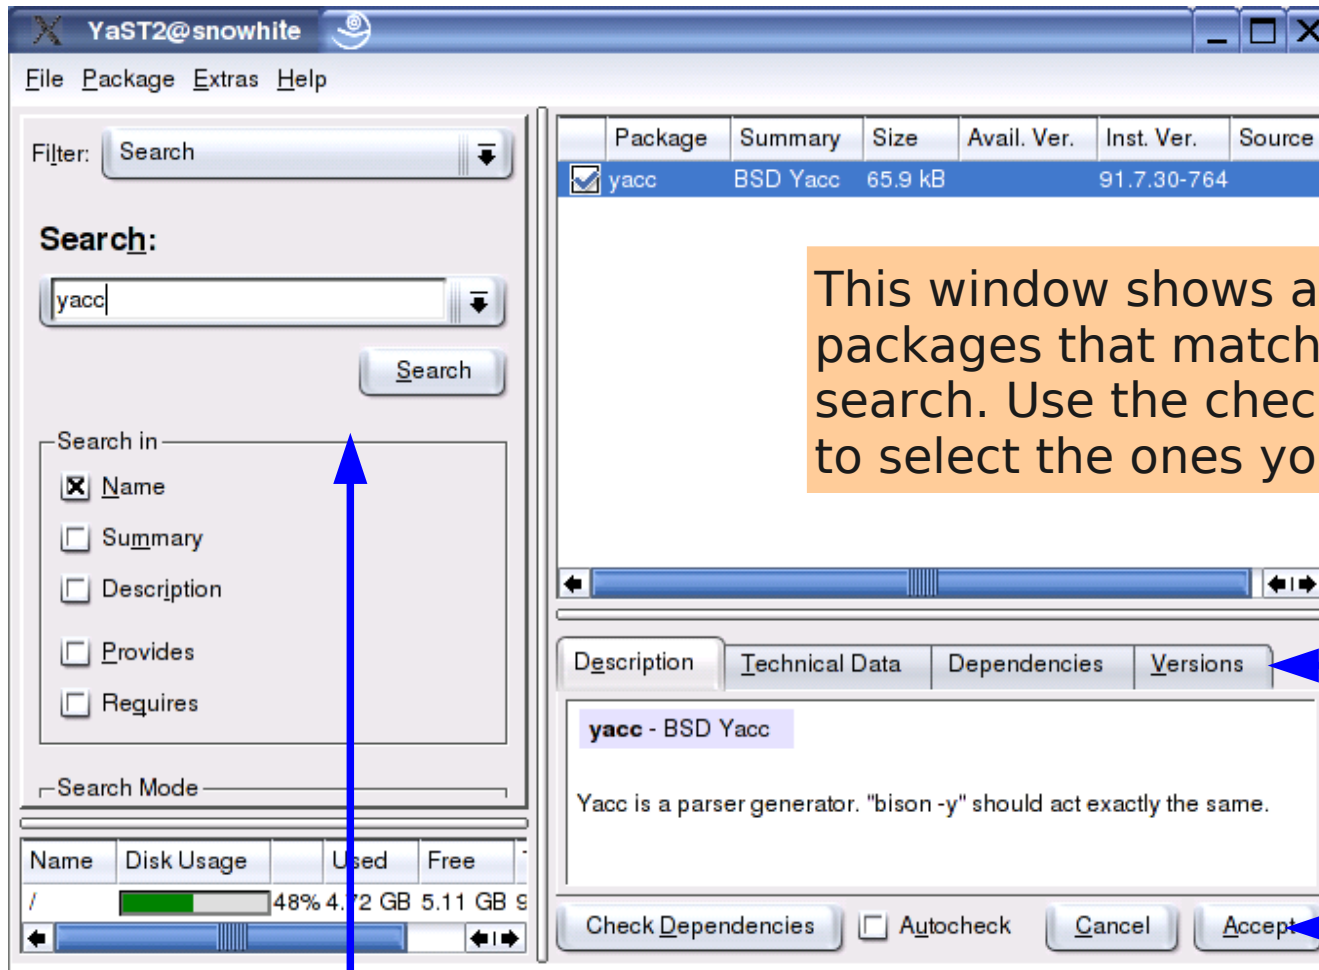 YaST2@snowhite
File Package Extras Help
Filter: Search
Search:
yacc
Search
Search in
Name
Summary
Description
Provides
Requires
Search Mode
Name Disk Usage Used Free
/ 48% 4.72 GB 5.11 GB
Package Summary Size Avail. Ver. Inst. Ver. Source
yacc BSD Yacc 65.9 kB 91.7.30-764
This window shows a
packages that match
search. Use the chec
to select the ones yo
Description Technical Data Dependencies Versions
yacc - BSD Yacc
Yacc is a parser generator. "bison -y" should act exactly the same.
Check Dependencies Autocheck Cancel Accept